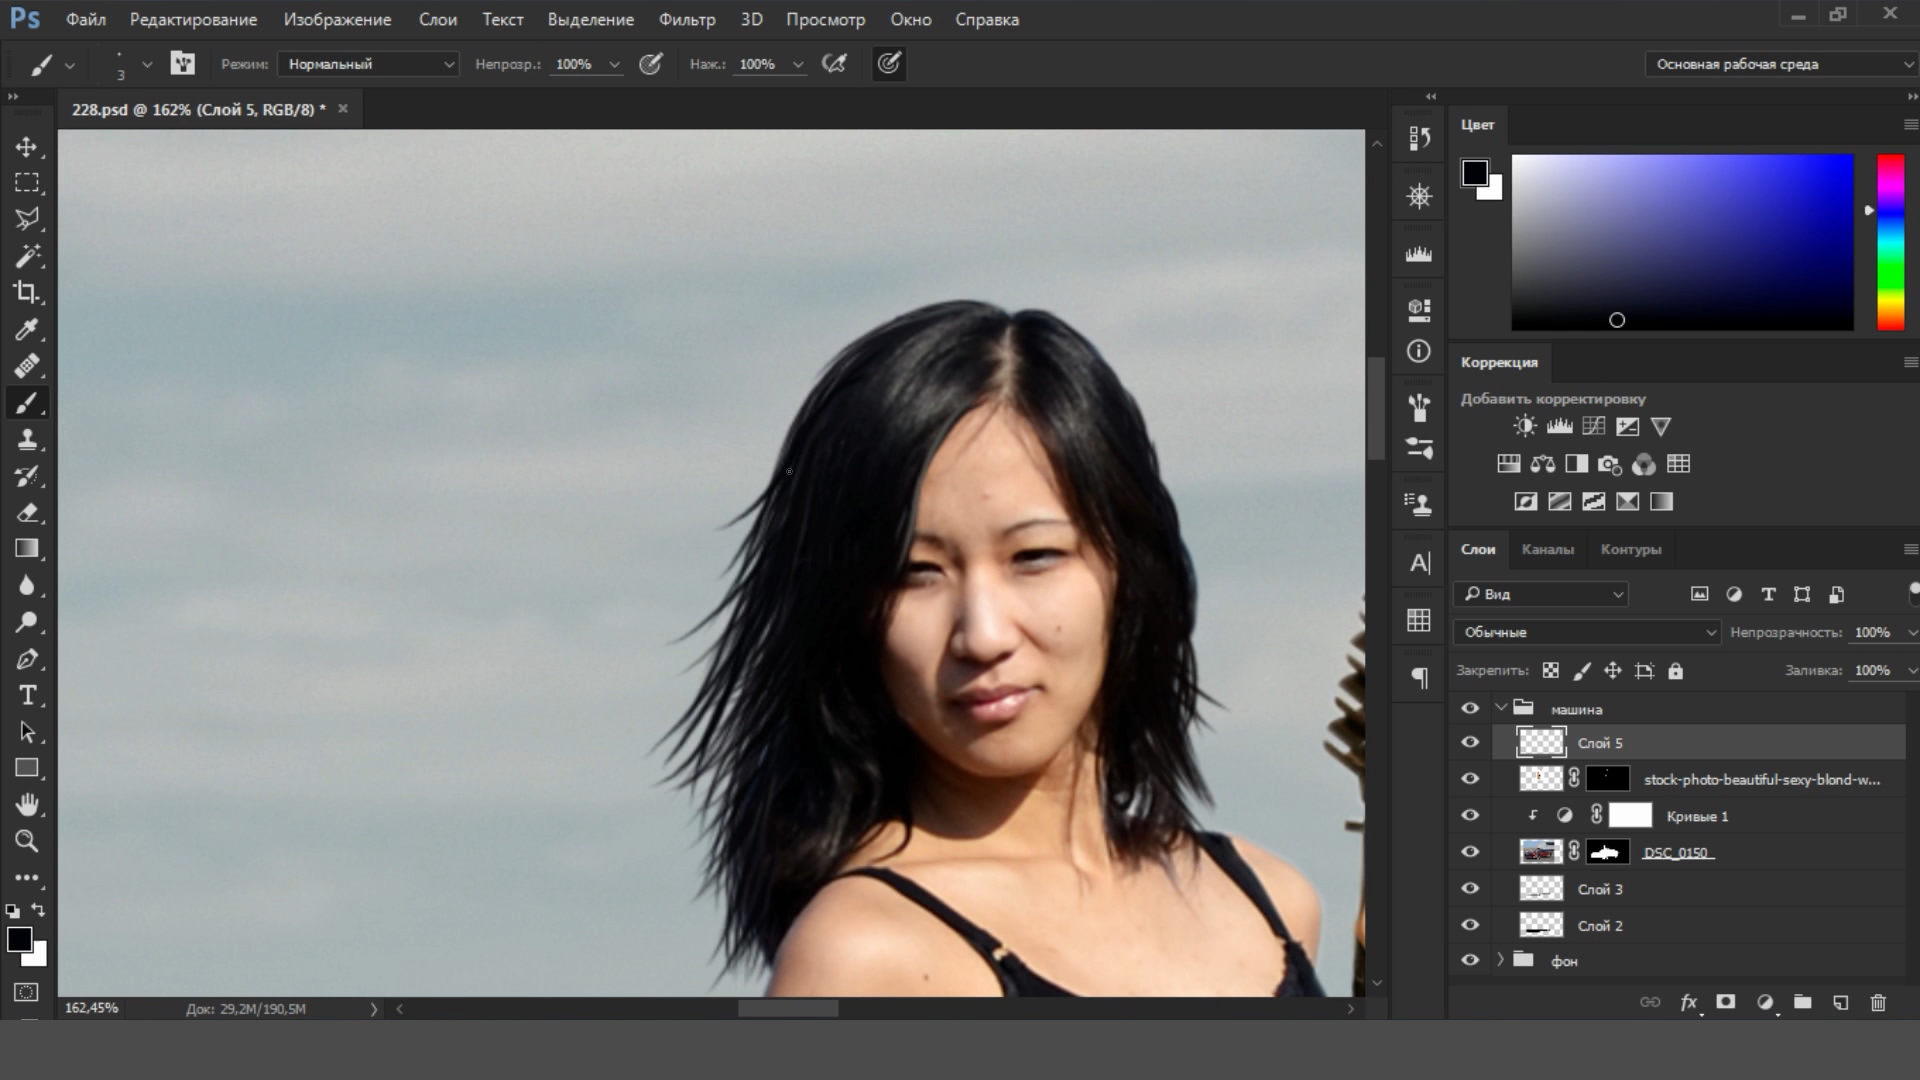 Ps Файл Редактирование Изображение Слои Текст Выделение Фильтр 3D Просмотр Окно Справка
3 Режим: Нормальный Непрозр.: 100% Наж.: 100% Основная рабочая среда
228.psd @ 162% (Слой 5, RGB/8) *
Цвет
Коррекция
Добавить корректировку
Слои Каналы Контуры
Вид
Обычные Непрозрачность: 100%
Закрепить: Заливка: 100%
машина
Слой 5
stock-photo-beautiful-sexy-blond-w...
Кривые 1
DSC_0150
Слой 3
Слой 2
фон
fx
162,45% Док: 29,2M/190,5M